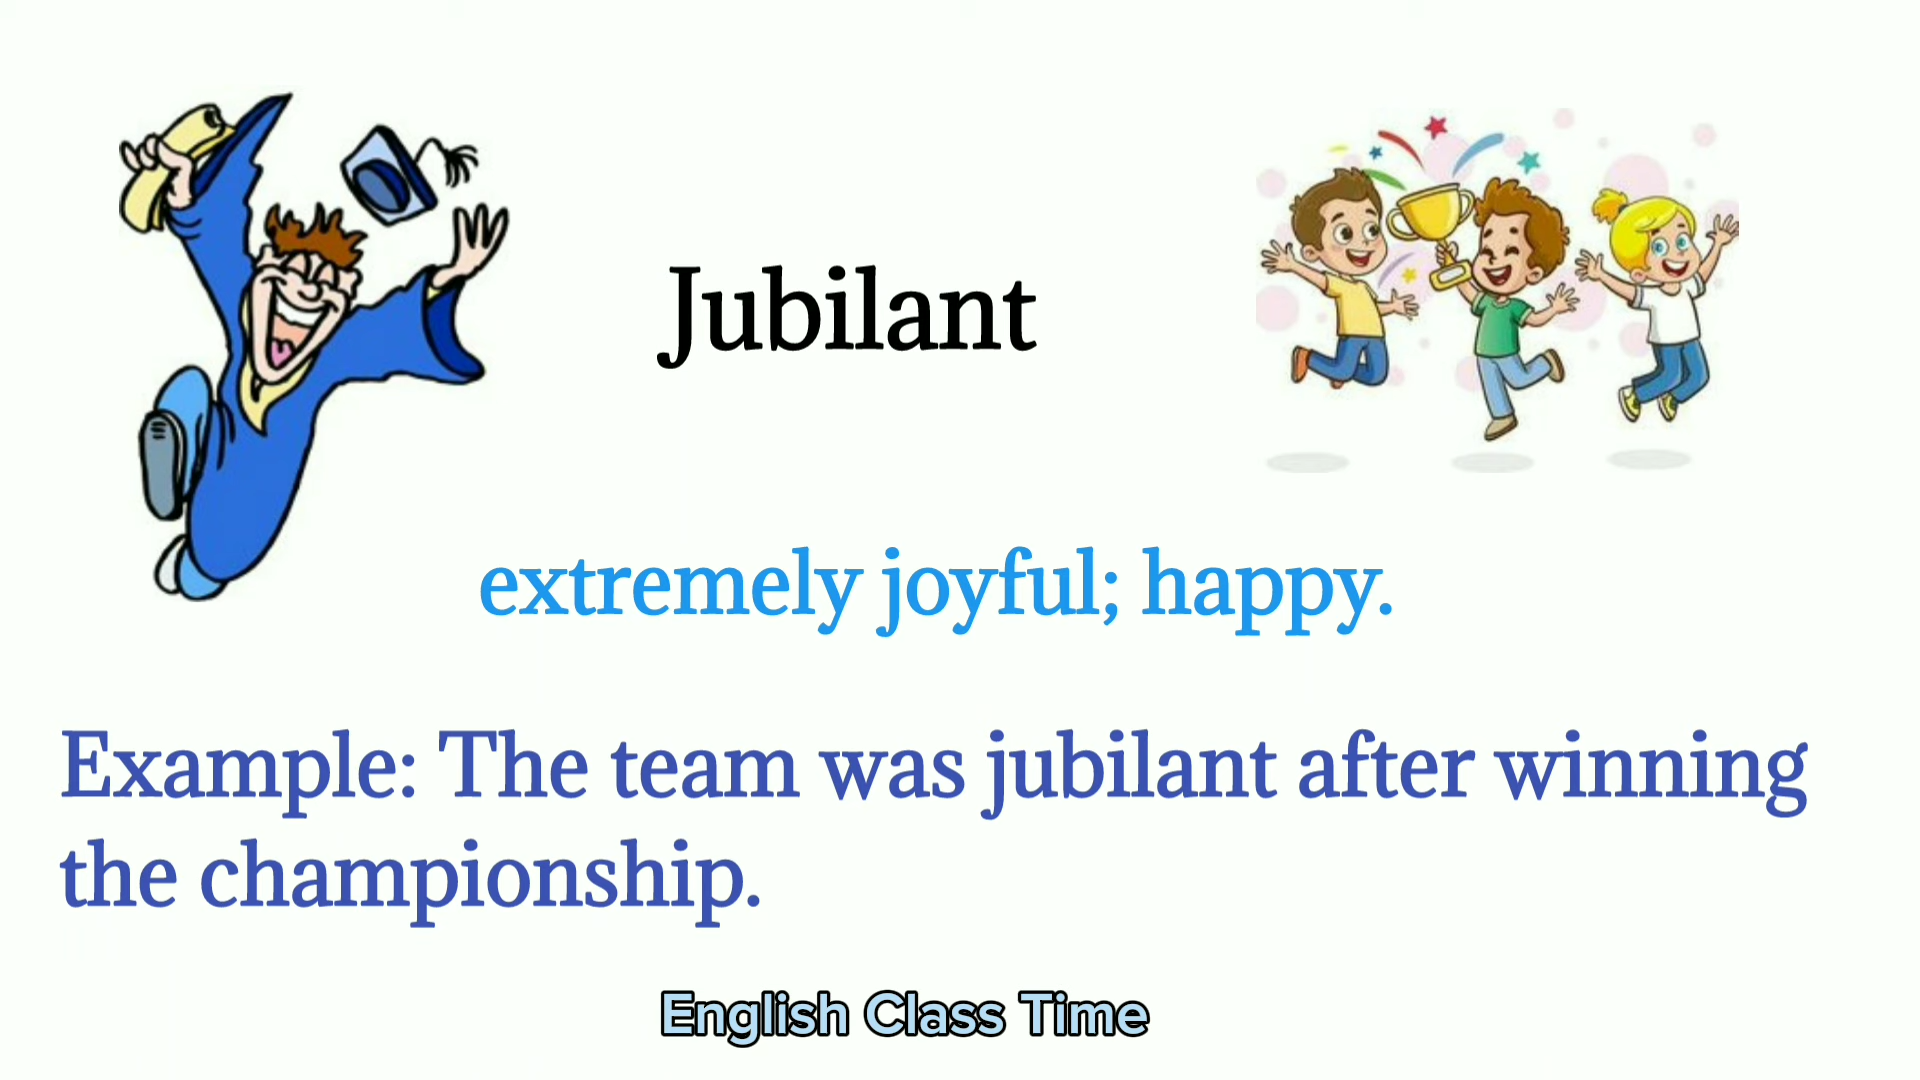 Jubilant
extremely joyful; happy.
Example: The team was jubilant after winning
the championship.
English Class Time